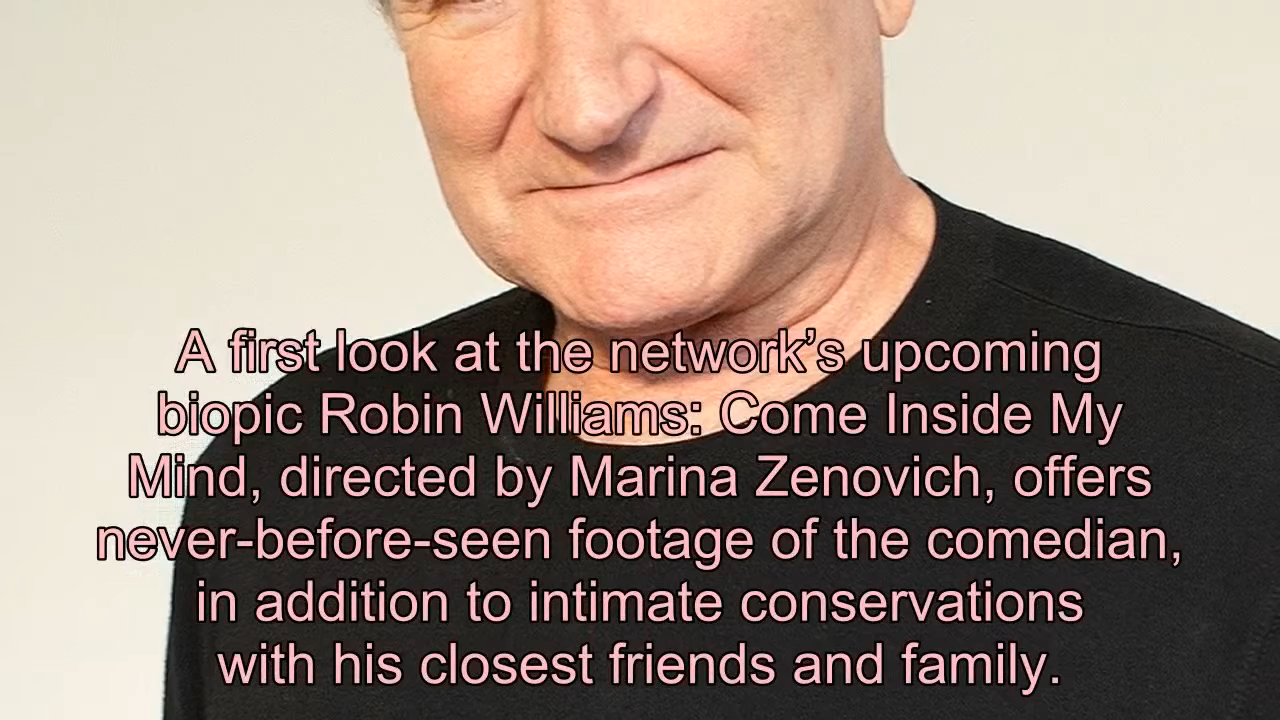 A first look at the network’s upcoming
biopic Robin Williams: Come Inside My
Mind, directed by Marina Zenovich, offers
never-before-seen footage of the comedian,
in addition to intimate conservations
with his closest friends and family.